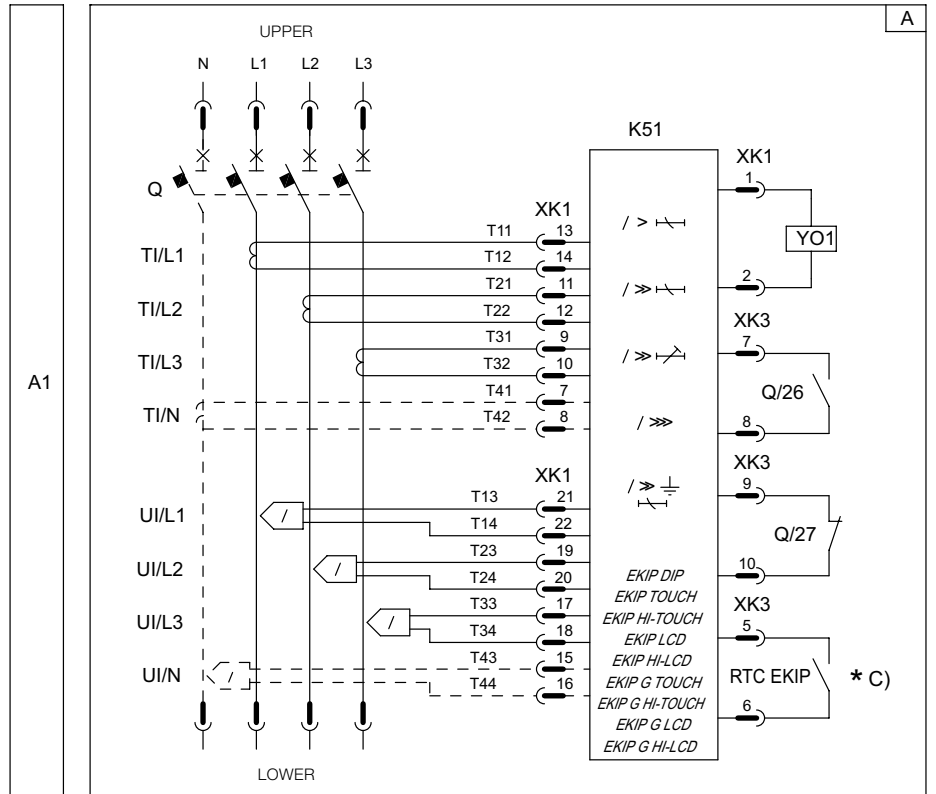 A
UPPER
N L1 L2 L3
K51
Q
XK1
1
YO1
2
XK1
T11 13
T12 14
T21 11
T22 12
T31 9
T32 10
T41 7
T42 8
TI/L1
TI/L2
TI/L3
TI/N
A1
/ >
/ ≫
/ ≫
/ ⋙
/ ≫
XK3
7
Q/26
8
XK3
9
Q/27
10
XK3
5
RTC EKIP
6
* C)
XK1
T13 21
T14 22
T23 19
T24 20
T33 17
T34 18
T43 15
T44 16
UI/L1 /
UI/L2 /
UI/L3 /
UI/N /
EKIP DIP
EKIP TOUCH
EKIP HI-TOUCH
EKIP LCD
EKIP HI-LCD
EKIP G TOUCH
EKIP G HI-TOUCH
EKIP G LCD
EKIP G HI-LCD
LOWER